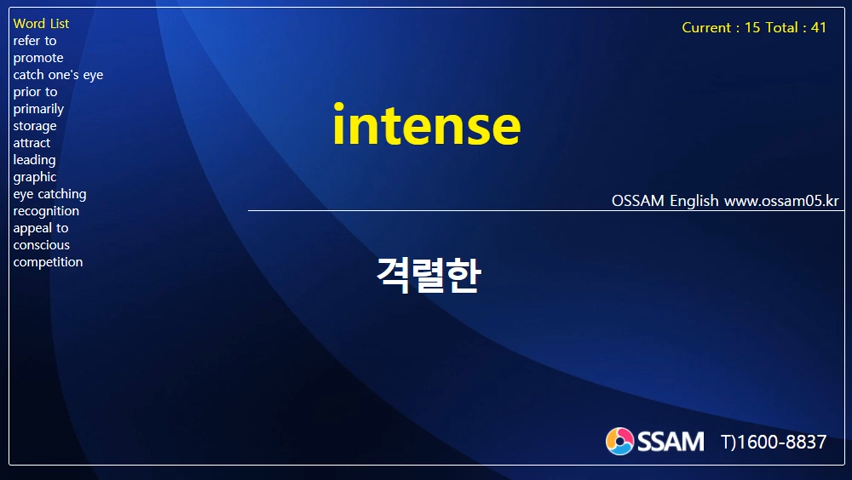 Word List
refer to
promote
catch one's eye
prior to
primarily
storage
attract
leading
graphic
eye catching
recognition
appeal to
conscious
competition
Current : 15 Total : 41
intense
OSSAM English www.ossam05.kr
격렬한
OSSAM T)1600-8837